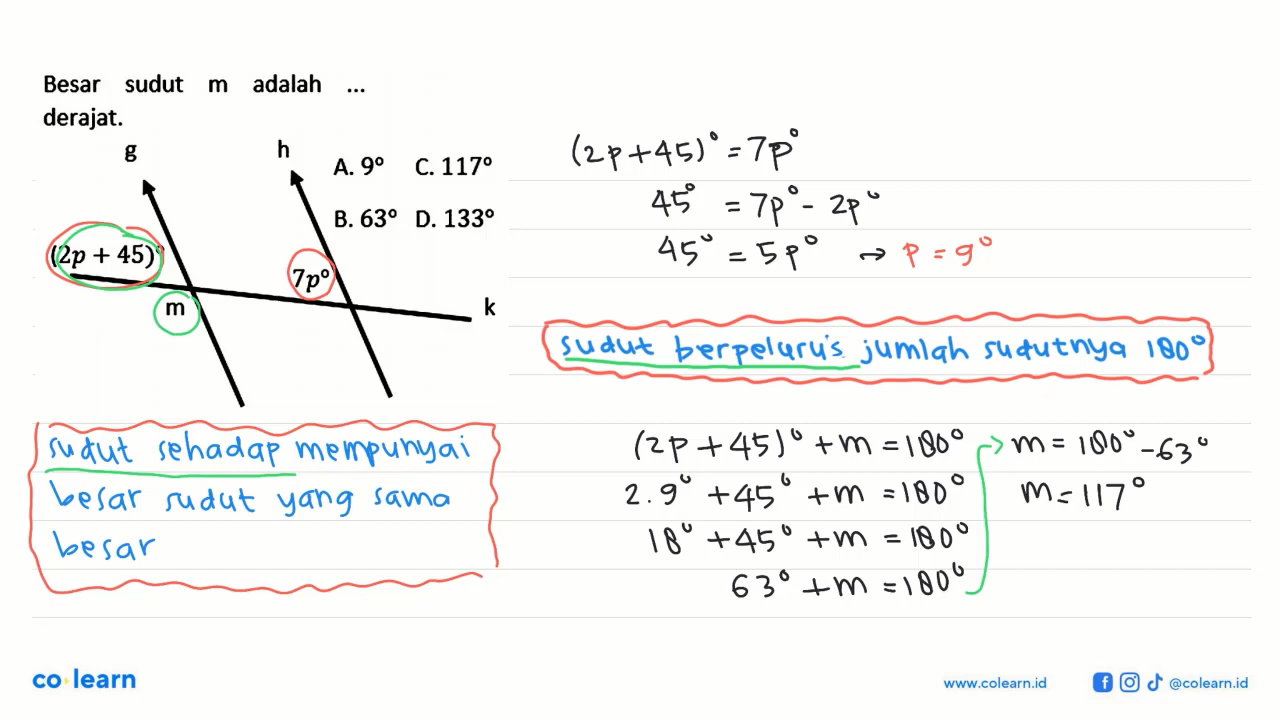 Besar sudut m adalah ...
derajat.
g
h
A. 9° C. 117°
B. 63° D. 133°
(2p + 45)°
7p°
m
k
sudut sehadap mempunyai
besar sudut yang sama
besar
(2p+45)° = 7p°
45° = 7p° - 2p°
45° = 5p° → p = 9°
sudut berpelurus jumlah sudutnya 180°
(2p+45)° + m = 180°
2.9° + 45° + m = 180°
18° + 45° + m = 180°
63° + m = 180°
m = 180° - 63°
m = 117°
co learn
www.colearn.id
@colearn.id